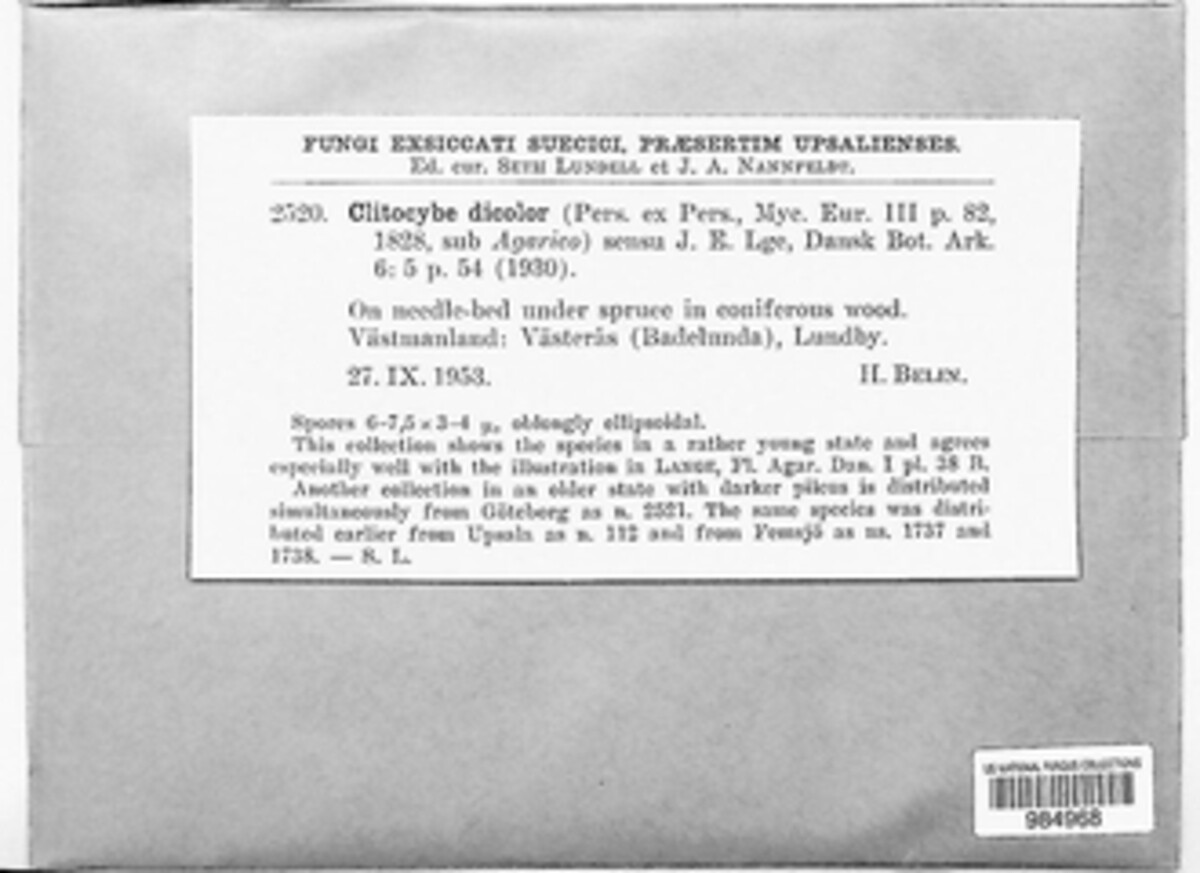 FUNGI EXSICCATI SUECICI, PRÆSERTIM UPSALIENSES.
Ed. cur. SETH LUNDELL et J. A. NANNFELDT.
2520. Clitocybe dicolor (Pers. ex Pers., Myc. Eur. III p. 82,
1828, sub Agarico) sensu J. E. Lge, Dansk Bot. Ark.
6: 5 p. 54 (1930).
On needle-bed under spruce in coniferous wood.
Västmanland: Västerås (Badelunda), Lundby.
27. IX. 1953. H. BELIN.
Spores 6–7,5 × 3–4 µ, oblongly ellipsoidal.
This collection shows the species in a rather young state and agrees
especially well with the illustration in LANGE, Fl. Agar. Dan. I pl. 38 B.
Another collection in an older state with darker pileus is distributed
simultaneously from Göteborg as n. 2521. The same species was distri-
buted earlier from Upsala as n. 112 and from Femsjö as ns. 1737 and
1738. — S. L.
US NATIONAL FUNGUS COLLECTIONS
984968